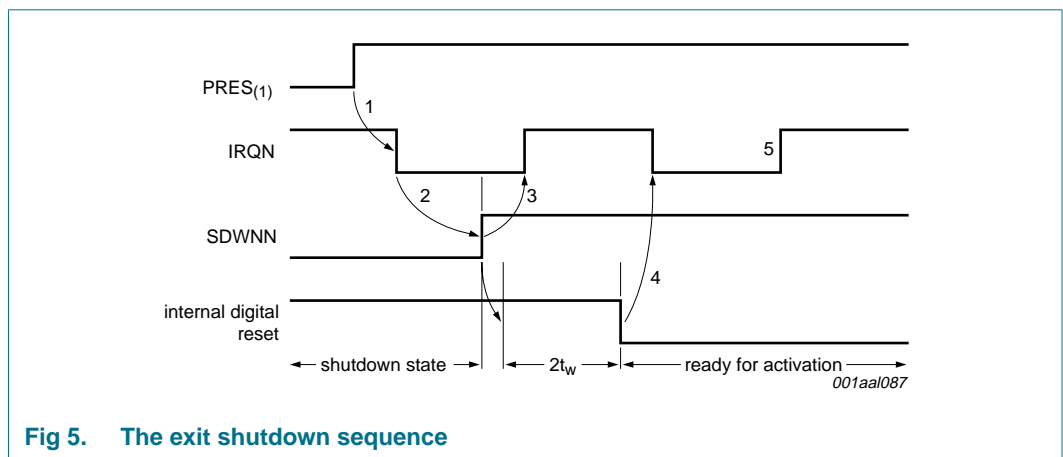 PRES(1)
1
IRQN
5
2
3
SDWNN
4
internal digital
reset
shutdown state
2tw
ready for activation
001aal087
Fig 5. The exit shutdown sequence